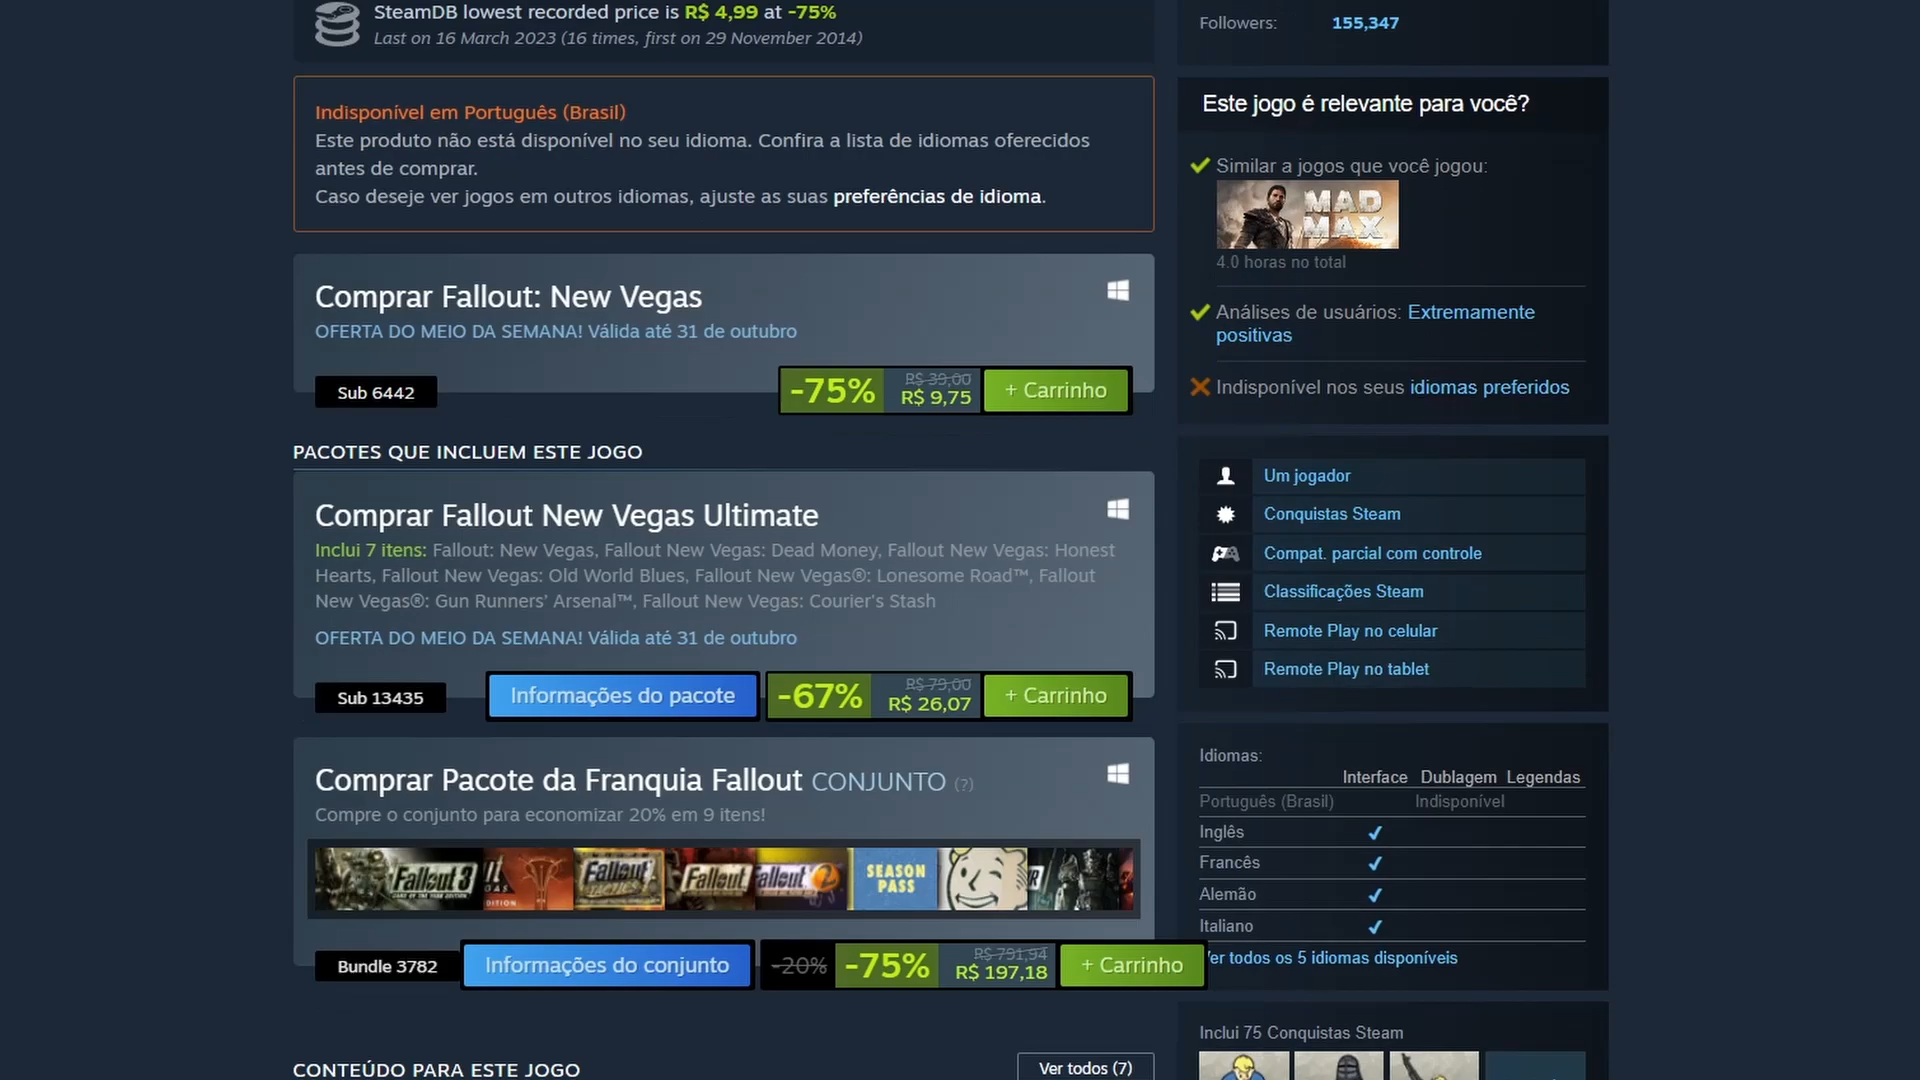 SteamDB lowest recorded price is R$ 4,99 at -75%
Last on 16 March 2023 (16 times, first on 29 November 2014)
Indisponível em Português (Brasil)
Este produto não está disponível no seu idioma. Confira a lista de idiomas oferecidos
antes de comprar.
Caso deseje ver jogos em outros idiomas, ajuste as suas preferências de idioma.
Comprar Fallout: New Vegas
OFERTA DO MEIO DA SEMANA! Válida até 31 de outubro
Sub 6442
-75%
R$ 39,00
R$ 9,75
+ Carrinho
PACOTES QUE INCLUEM ESTE JOGO
Comprar Fallout New Vegas Ultimate
Inclui 7 itens: Fallout: New Vegas, Fallout New Vegas: Dead Money, Fallout New Vegas: Honest
Hearts, Fallout New Vegas: Old World Blues, Fallout New Vegas®: Lonesome Road™, Fallout
New Vegas®: Gun Runners' Arsenal™, Fallout New Vegas: Courier's Stash
OFERTA DO MEIO DA SEMANA! Válida até 31 de outubro
Sub 13435
Informações do pacote
-67%
R$ 79,00
R$ 26,07
+ Carrinho
Comprar Pacote da Franquia Fallout CONJUNTO (?)
Compre o conjunto para economizar 20% em 9 itens!
Fallout 3
Fallout
TACTICS
Fallout
Fallout 2
SEASON
PASS
Bundle 3782
Informações do conjunto
-20%
-75%
R$ 791,94
R$ 197,18
+ Carrinho
CONTEÚDO PARA ESTE JOGO
Ver todos (7)
Followers: 155,347
Este jogo é relevante para você?
Similar a jogos que você jogou:
MAD
MAX
4.0 horas no total
Análises de usuários: Extremamente
positivas
Indisponível nos seus idiomas preferidos
Um jogador
Conquistas Steam
Compat. parcial com controle
Classificações Steam
Remote Play no celular
Remote Play no tablet
Idiomas:
Interface Dublagem Legendas
Português (Brasil) Indisponível
Inglês ✔
Francês ✔
Alemão ✔
Italiano ✔
er todos os 5 idiomas disponíveis
Inclui 75 Conquistas Steam